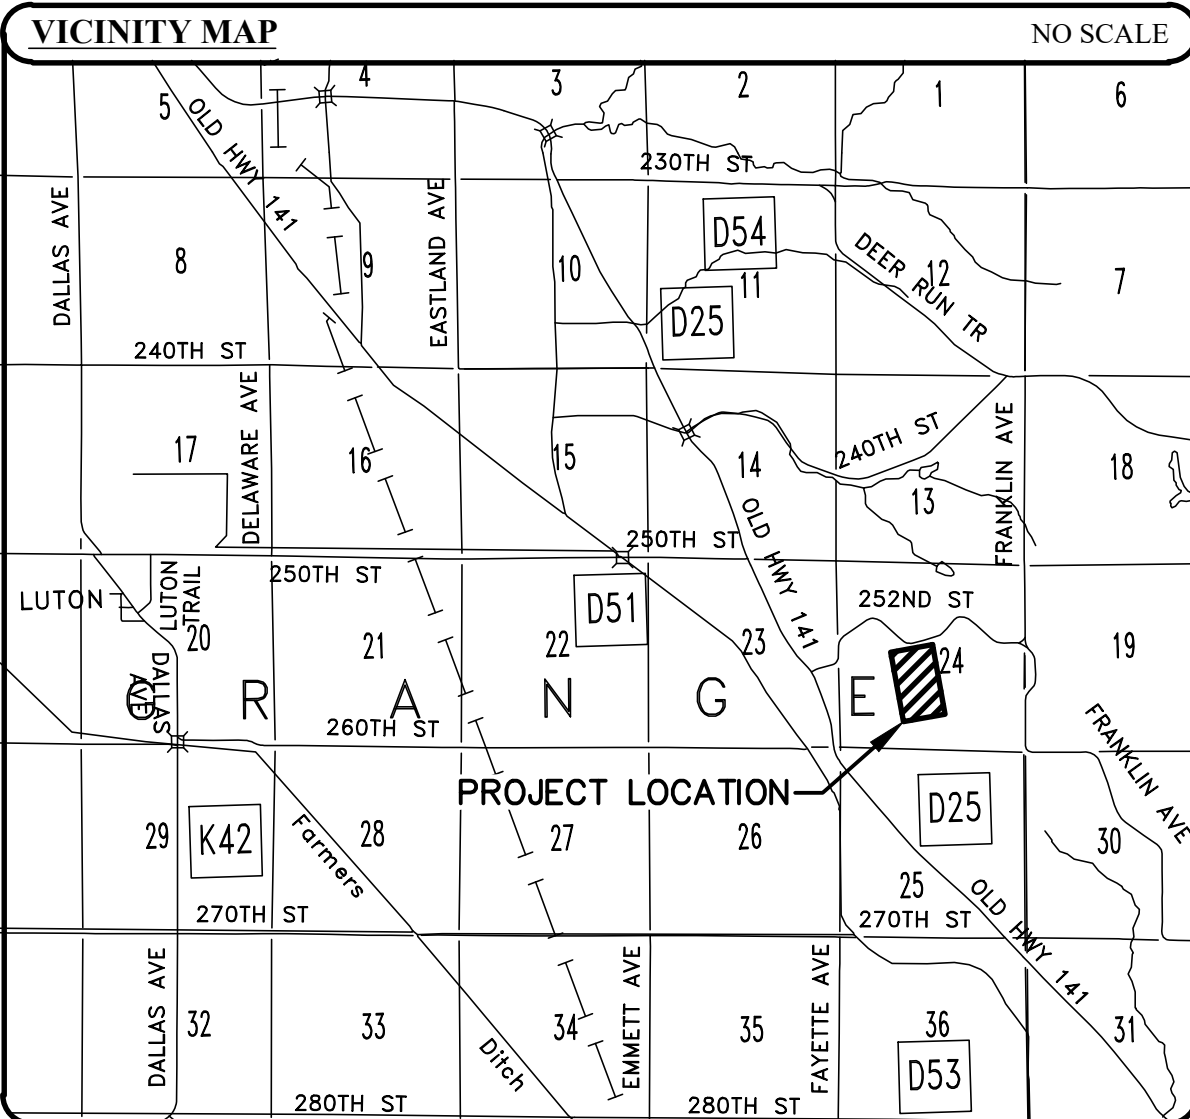 VICINITY MAP
NO SCALE
4
3
2
1
6
5
OLD HWY 141
230TH ST
DALLAS AVE
EASTLAND AVE
D54
8
9
10
11
DEER RUN TR
12
7
D25
240TH ST
DELAWARE AVE
FRANKLIN AVE
240TH ST
17
16
15
14
13
18
OLD HWY 141
250TH ST
250TH ST
LUTON
LUTON
TRAIL
D51
252ND ST
20
21
22
23
24
19
DALLAS
AVE
O R A N G E
260TH ST
FRANKLIN AVE
PROJECT LOCATION
D25
K42
29
28
27
26
25
30
Farmers
270TH ST
270TH ST
OLD HWY 141
DALLAS AVE
EMMETT AVE
FAYETTE AVE
32
33
34
35
36
31
Ditch
D53
280TH ST
280TH ST